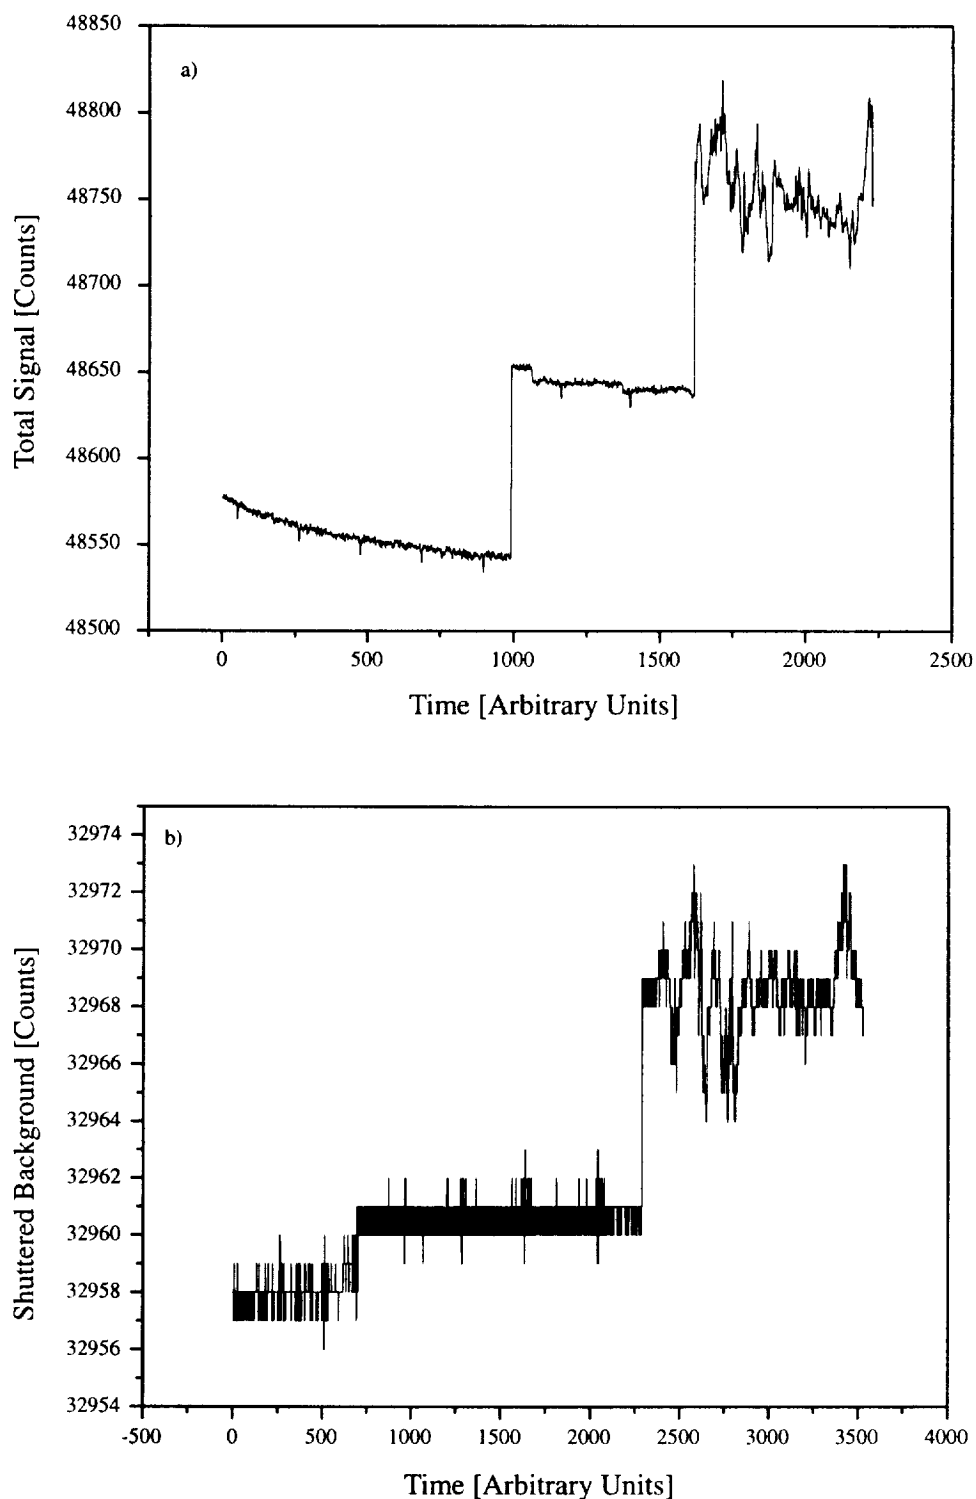 a)
Total Signal [Counts]
48850
48800
48750
48700
48650
48600
48550
48500
0 500 1000 1500 2000 2500
Time [Arbitrary Units]
b)
Shuttered Background [Counts]
32974
32972
32970
32968
32966
32964
32962
32960
32958
32956
32954
-500 0 500 1000 1500 2000 2500 3000 3500 4000
Time [Arbitrary Units]